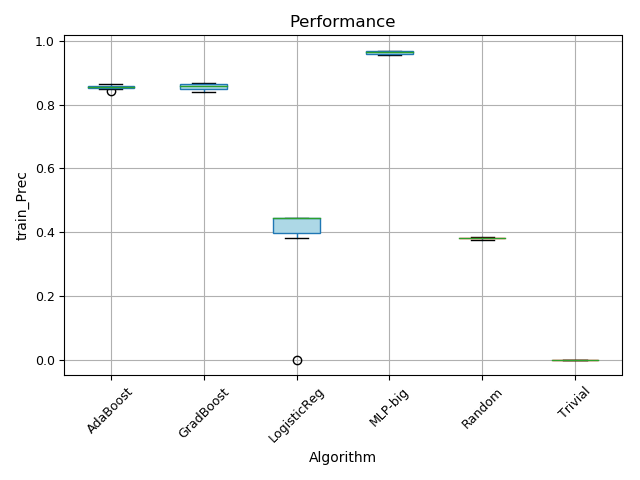 Performance
train_Prec
1.0
0.8
0.6
0.4
0.2
0.0
AdaBoost
GradBoost
LogisticReg
MLP-big
Random
Trivial
Algorithm